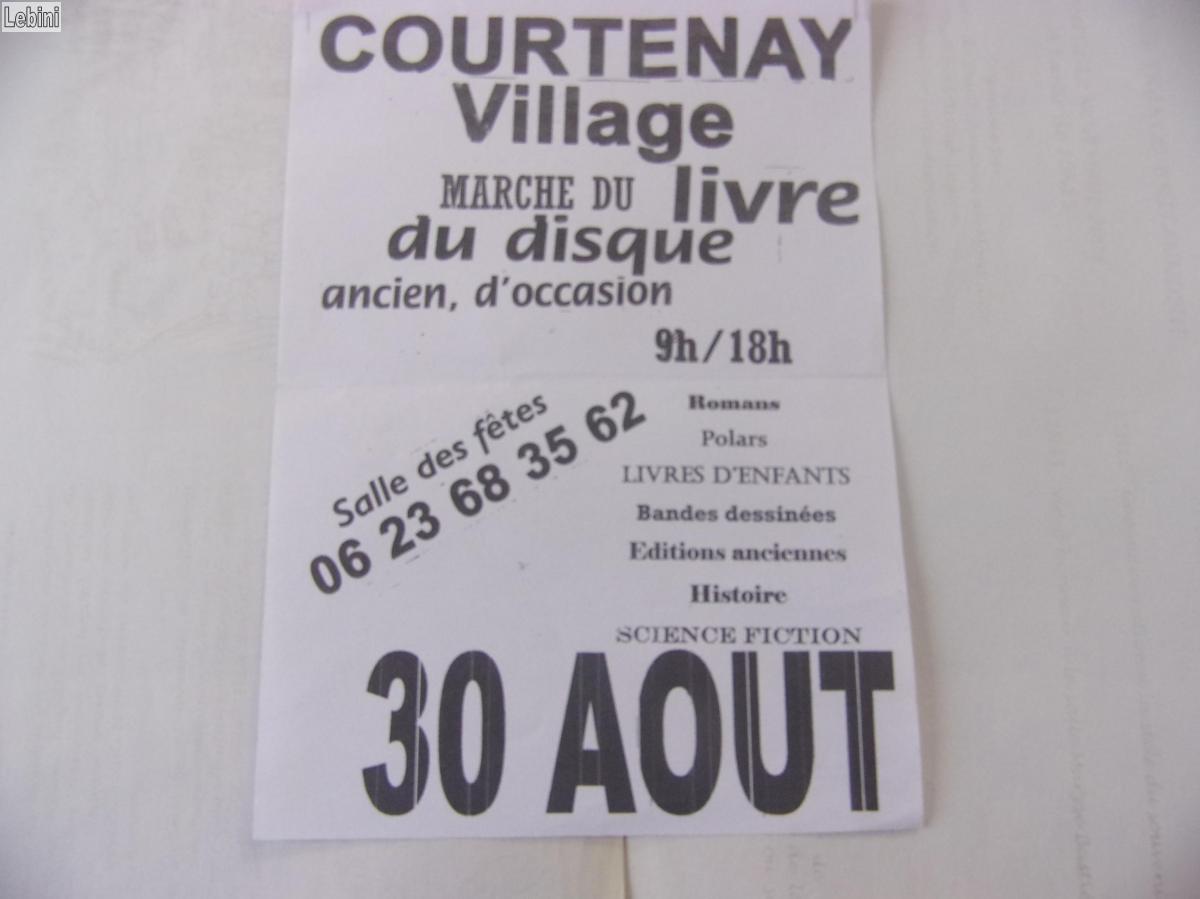 Lebini
COURTENAY
Village
MARCHE DU livre
du disque
ancien, d'occasion
9h/18h
Salle des fêtes
06 23 68 35 62
Romans
Polars
LIVRES D'ENFANTS
Bandes dessinées
Editions anciennes
Histoire
SCIENCE FICTION
30 AOUT